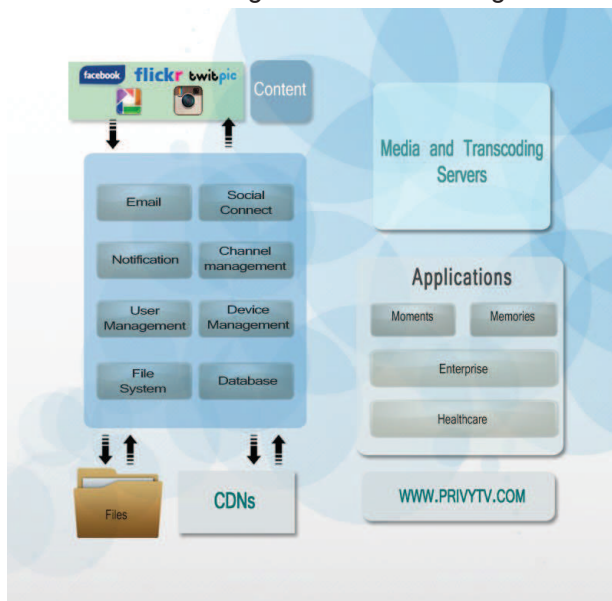 facebook flickr twitpic
Content
Email
Social
Connect
Notification
Channel
management
User
Management
Device
Management
File
System
Database
Files
CDNs
Media and Transcoding
Servers
Applications
Moments
Memories
Enterprise
Healthcare
WWW.PRIVYTV.COM